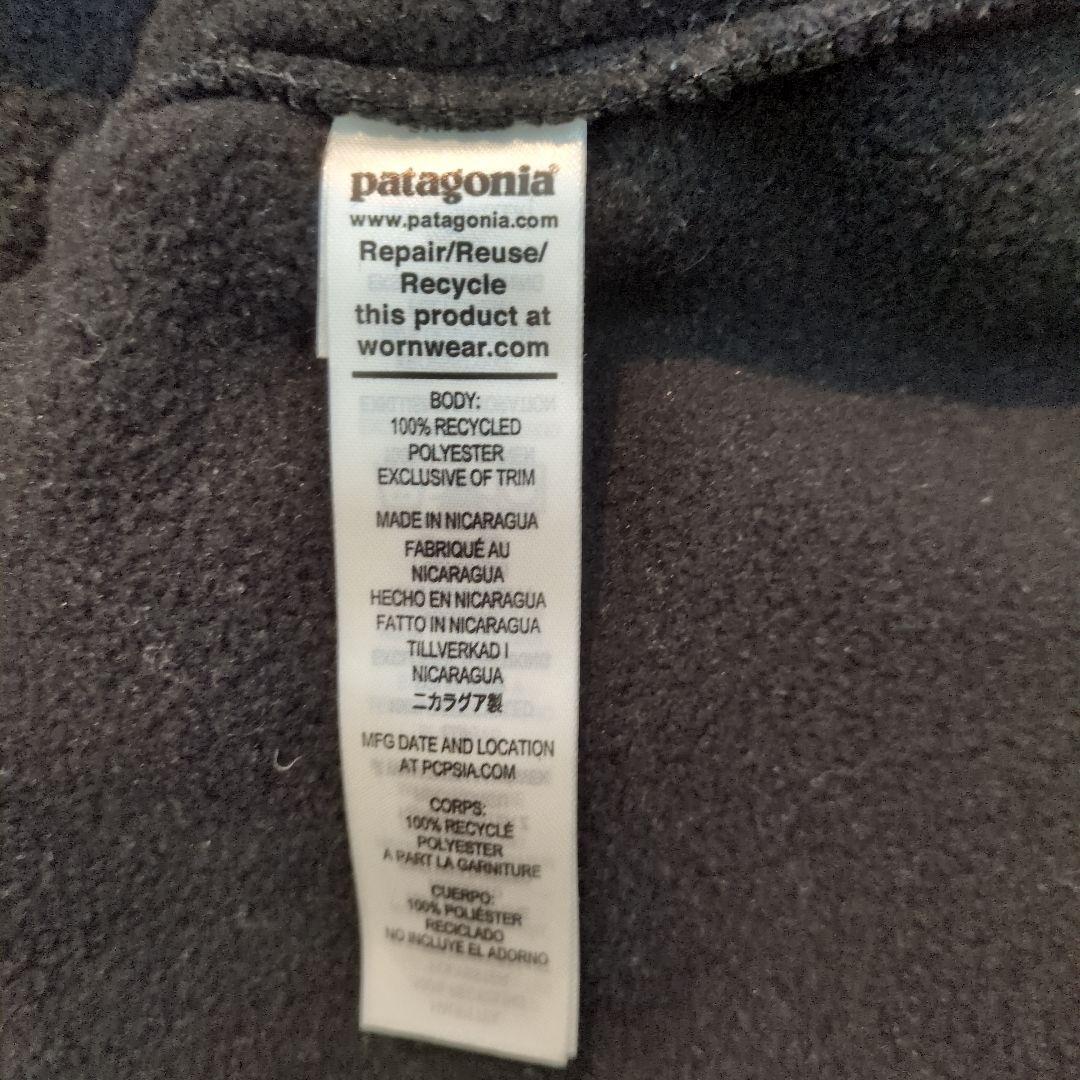 patagonia®
www.patagonia.com
Repair/Reuse/
Recycle
this product at
wornwear.com
BODY:
100% RECYCLED
POLYESTER
EXCLUSIVE OF TRIM
MADE IN NICARAGUA
FABRIQUÉ AU
NICARAGUA
HECHO EN NICARAGUA
FATTO IN NICARAGUA
TILLVERKAD I
NICARAGUA
ニカラグア製
MFG DATE AND LOCATION
AT PCPSIA.COM
CORPS:
100% RECYCLÉ
POLYESTER
A PART LA GARNITURE
CUERPO:
100% POLIÉSTER
RECICLADO
NO INCLUYE EL ADORNO